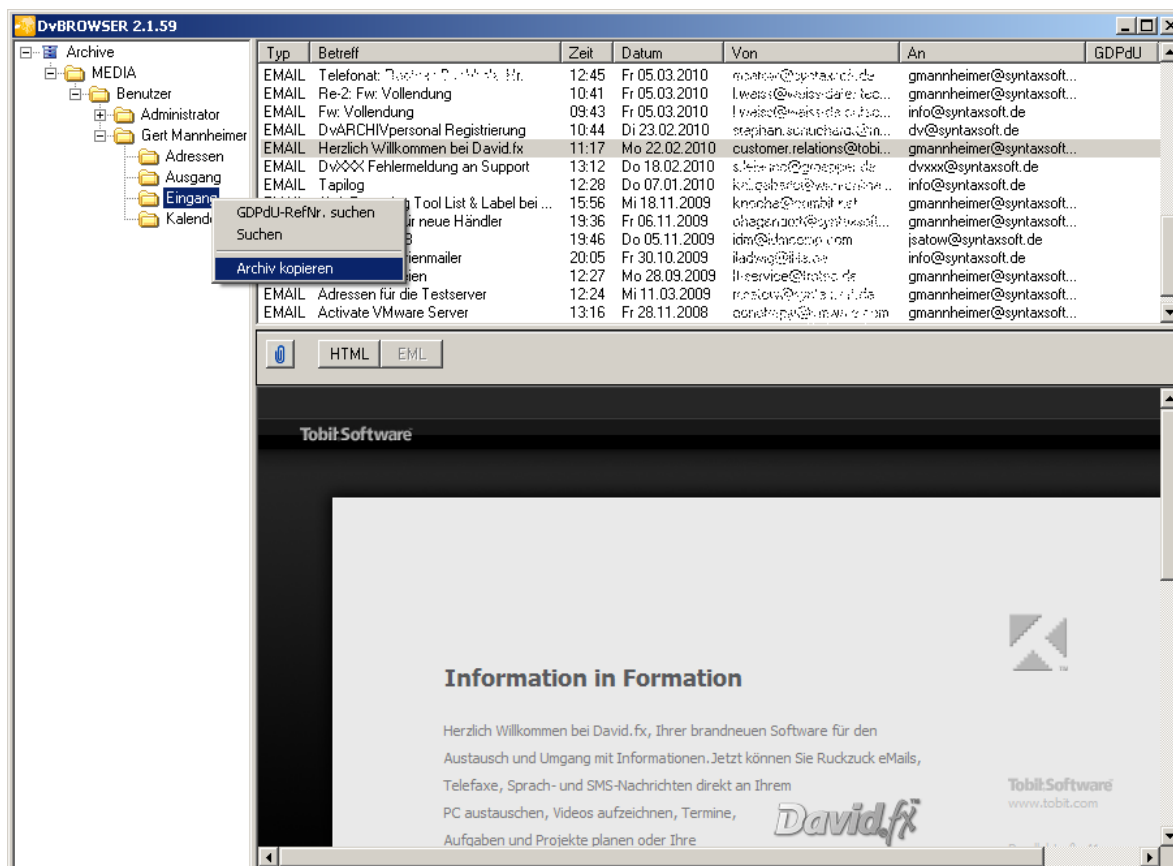 DvBROWSER 2.1.59
Archive
MEDIA
Benutzer
Administrator
Gert Mannheimer
Adressen
Ausgang
Eingang
Kalend
GDPdU-RefNr. suchen
Suchen
Archiv kopieren
Typ Betreff Zeit Datum Von An GDPdU
EMAIL Telefonat: 12:45 Fr 05.03.2010 gmannheimer@syntaxsoft...
EMAIL Re-2: Fw: Vollendung 10:41 Fr 05.03.2010 gmannheimer@syntaxsoft...
EMAIL Fw: Vollendung 09:43 Fr 05.03.2010 info@syntaxsoft.de
EMAIL DvARCHIVpersonal Registrierung 10:44 Di 23.02.2010 dv@syntaxsoft.de
EMAIL Herzlich Willkommen bei David.fx 11:17 Mo 22.02.2010 customer.relations@tobi... gmannheimer@syntaxsoft...
EMAIL DvXXX Fehlermeldung an Support 13:12 Do 18.02.2010 dvxxx@syntaxsoft.de
EMAIL Tapilog 12:28 Do 07.01.2010 info@syntaxsoft.de
Tool List & Label bei ... 15:56 Mi 18.11.2009 gmannheimer@syntaxsoft...
für neue Händler 19:36 Fr 06.11.2009 gmannheimer@syntaxsoft...
19:46 Do 05.11.2009 jsatow@syntaxsoft.de
rienmailer 20:05 Fr 30.10.2009 info@syntaxsoft.de
ien 12:27 Mo 28.09.2009 gmannheimer@syntaxsoft...
EMAIL Adressen für die Testserver 12:24 Mi 11.03.2009 gmannheimer@syntaxsoft...
EMAIL Activate VMware Server 13:16 Fr 28.11.2008 gmannheimer@syntaxsoft...
HTML EML
Tobit:Software
Information in Formation
Herzlich Willkommen bei David.fx, Ihrer brandneuen Software für den
Austausch und Umgang mit Informationen.Jetzt können Sie Ruckzuck eMails,
Telefaxe, Sprach- und SMS-Nachrichten direkt an Ihrem
PC austauschen, Videos aufzeichnen, Termine,
Aufgaben und Projekte planen oder Ihre
David.fx™
TM
Tobit:Software
www.tobit.com